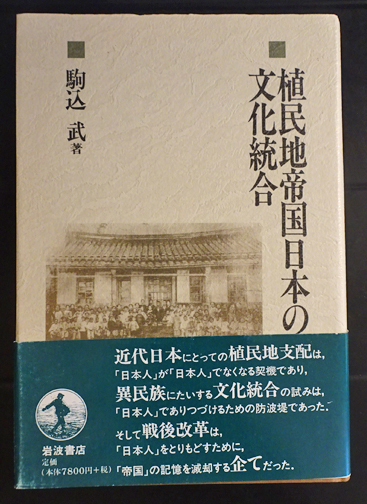 植民地帝国日本の
文化統合
駒込 武 著
近代日本にとっての植民地支配は,
「日本人」が「日本人」でなくなる契機であり,
異民族にたいする文化統合の試みは,
「日本人」でありつづけるための防波堤であった.
そして戦後改革は,
「日本人」をとりもどすために,
「帝国」の記憶を滅却する企てだった.
岩波書店
定価
(本体7800円+税)